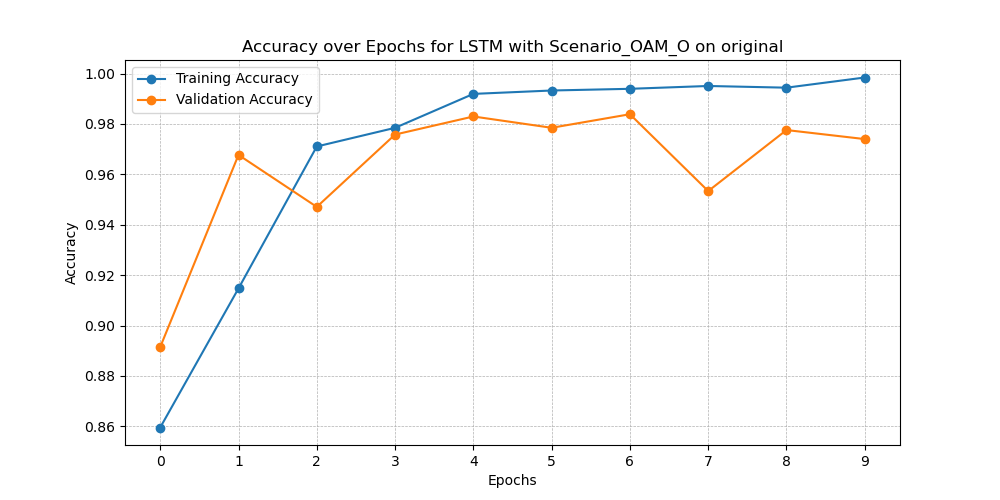 Accuracy over Epochs for LSTM with Scenario_OAM_O on original
Training Accuracy
Validation Accuracy
1.00
0.98
0.96
0.94
0.92
0.90
0.88
0.86
Accuracy
0 1 2 3 4 5 6 7 8 9
Epochs